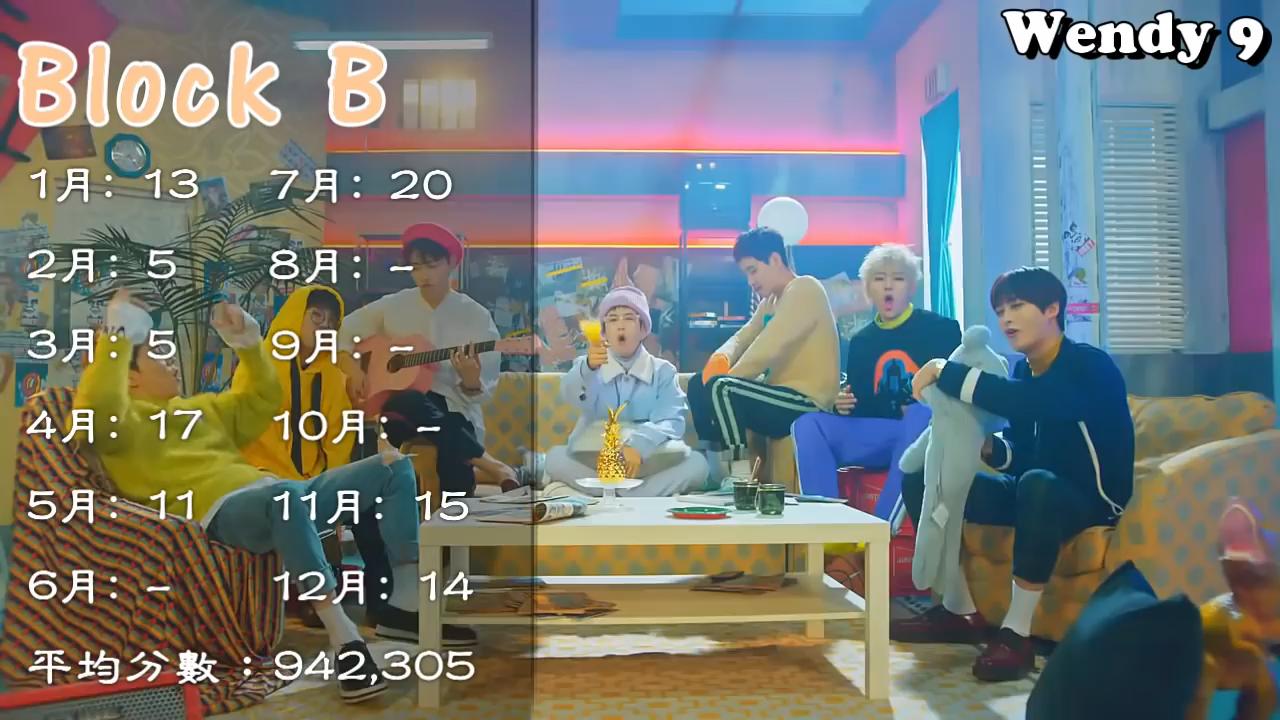 Block B
Wendy 9
1月: 13 7月: 20
2月: 5 8月: -
3月: 5 9月: -
4月: 17 10月: -
5月: 11 11月: 15
6月: - 12月: 14
平均分數：942,305